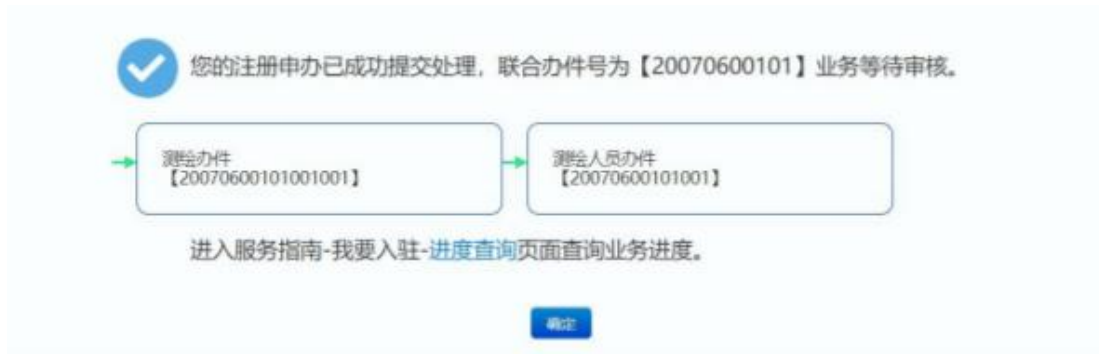 您的注册申办已成功提交处理，联合办件号为【20070600101】业务等待审核。
测绘办件
【20070600101001001】
测绘人员办件
【20070600101001】
进入服务指南-我要入驻-进度查询页面查询业务进度。
确定